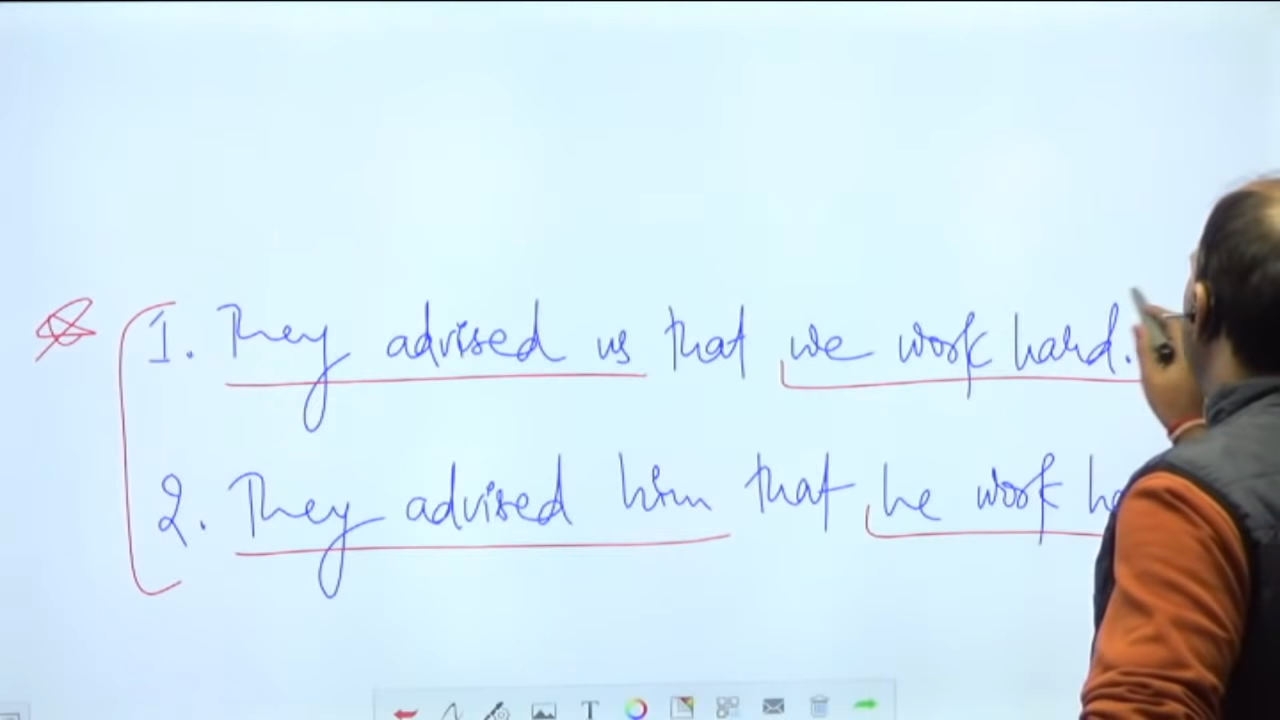 1. They advised us that we work hard.
2. They advised him that he work